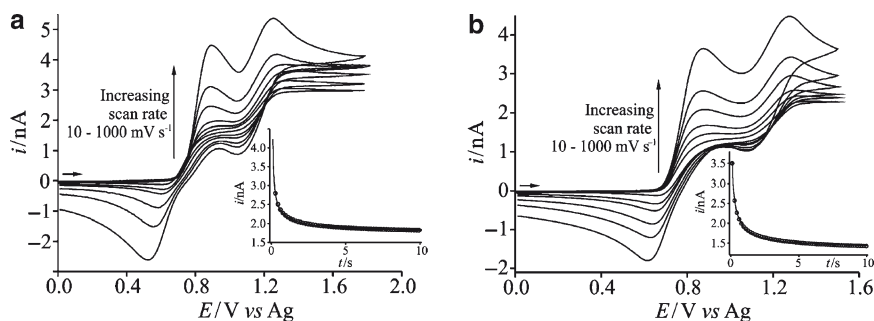 a
5
4
3
2
1
0
−1
−2
i/nA
Increasing
scan rate
10 - 1000 mV s⁻¹
0.0 0.4 0.8 1.2 1.6 2.0
E/V vs Ag
4.0
3.5
3.0
2.5
2.0
1.5
i/nA
0 5 10
t/s
b
4
3
2
1
0
−1
−2
i/nA
Increasing
scan rate
10 - 1000 mV s⁻¹
0.0 0.4 0.8 1.2 1.6
E/V vs Ag
3.5
3.0
2.5
2.0
1.5
i/nA
0 5 10
t/s